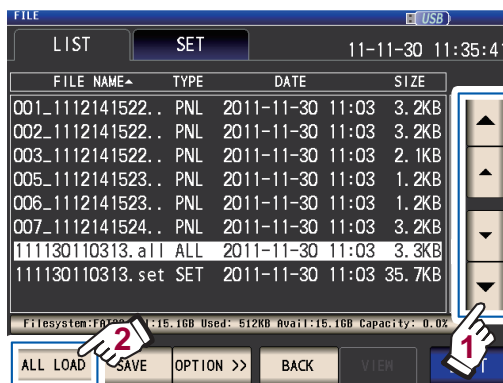 FILE USB
LIST SET 11-11-30 11:35:41
FILE NAME▲ TYPE DATE SIZE
001_1112141522.. PNL 2011-11-30 11:03 3.2KB
002_1112141522.. PNL 2011-11-30 11:03 3.2KB
003_1112141522.. PNL 2011-11-30 11:03 2.1KB
005_1112141523.. PNL 2011-11-30 11:03 1.2KB
006_1112141523.. PNL 2011-11-30 11:03 1.2KB
007_1112141524.. PNL 2011-11-30 11:03 3.2KB
111130110313.all ALL 2011-11-30 11:03 3.3KB
111130110313.set SET 2011-11-30 11:03 35.7KB
Used: 512KB Avail:15.1GB Capacity: 0.0%
2 1
ALL LOAD SAVE OPTION >> BACK VIEW